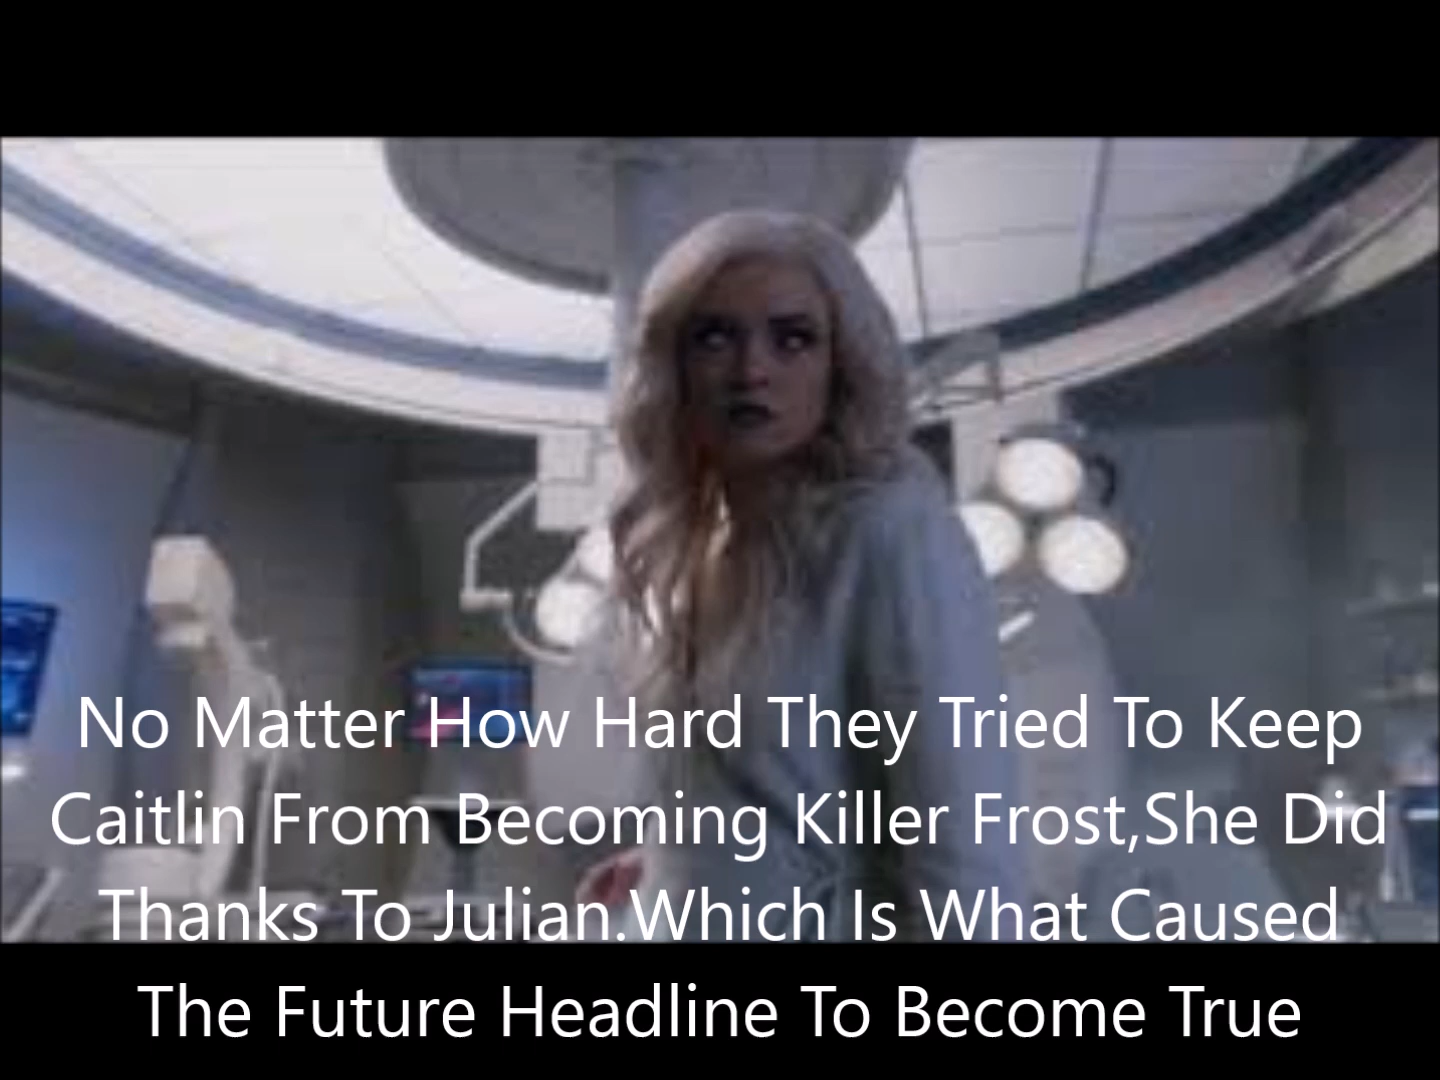 No Matter How Hard They Tried To Keep
Caitlin From Becoming Killer Frost,She Did
Thanks To Julian.Which Is What Caused
The Future Headline To Become True